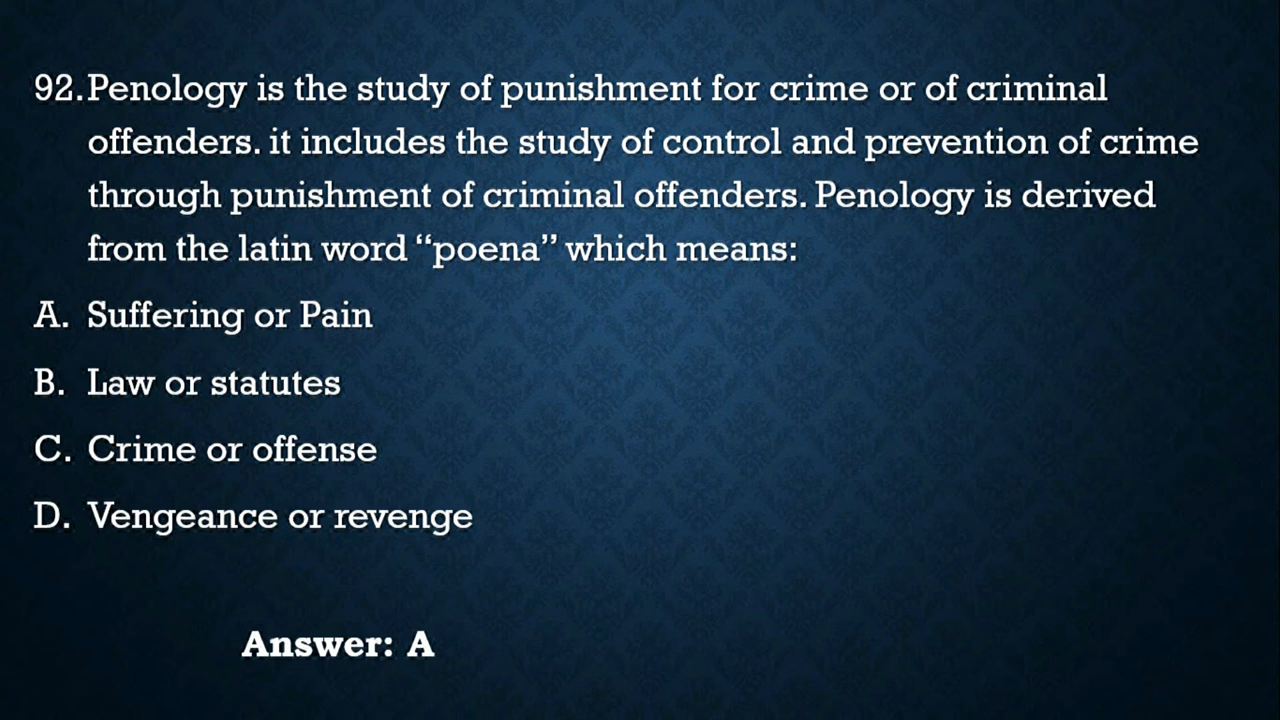 92. Penology is the study of punishment for crime or of criminal
offenders. it includes the study of control and prevention of crime
through punishment of criminal offenders. Penology is derived
from the latin word “poena” which means:
A. Suffering or Pain
B. Law or statutes
C. Crime or offense
D. Vengeance or revenge
Answer: A